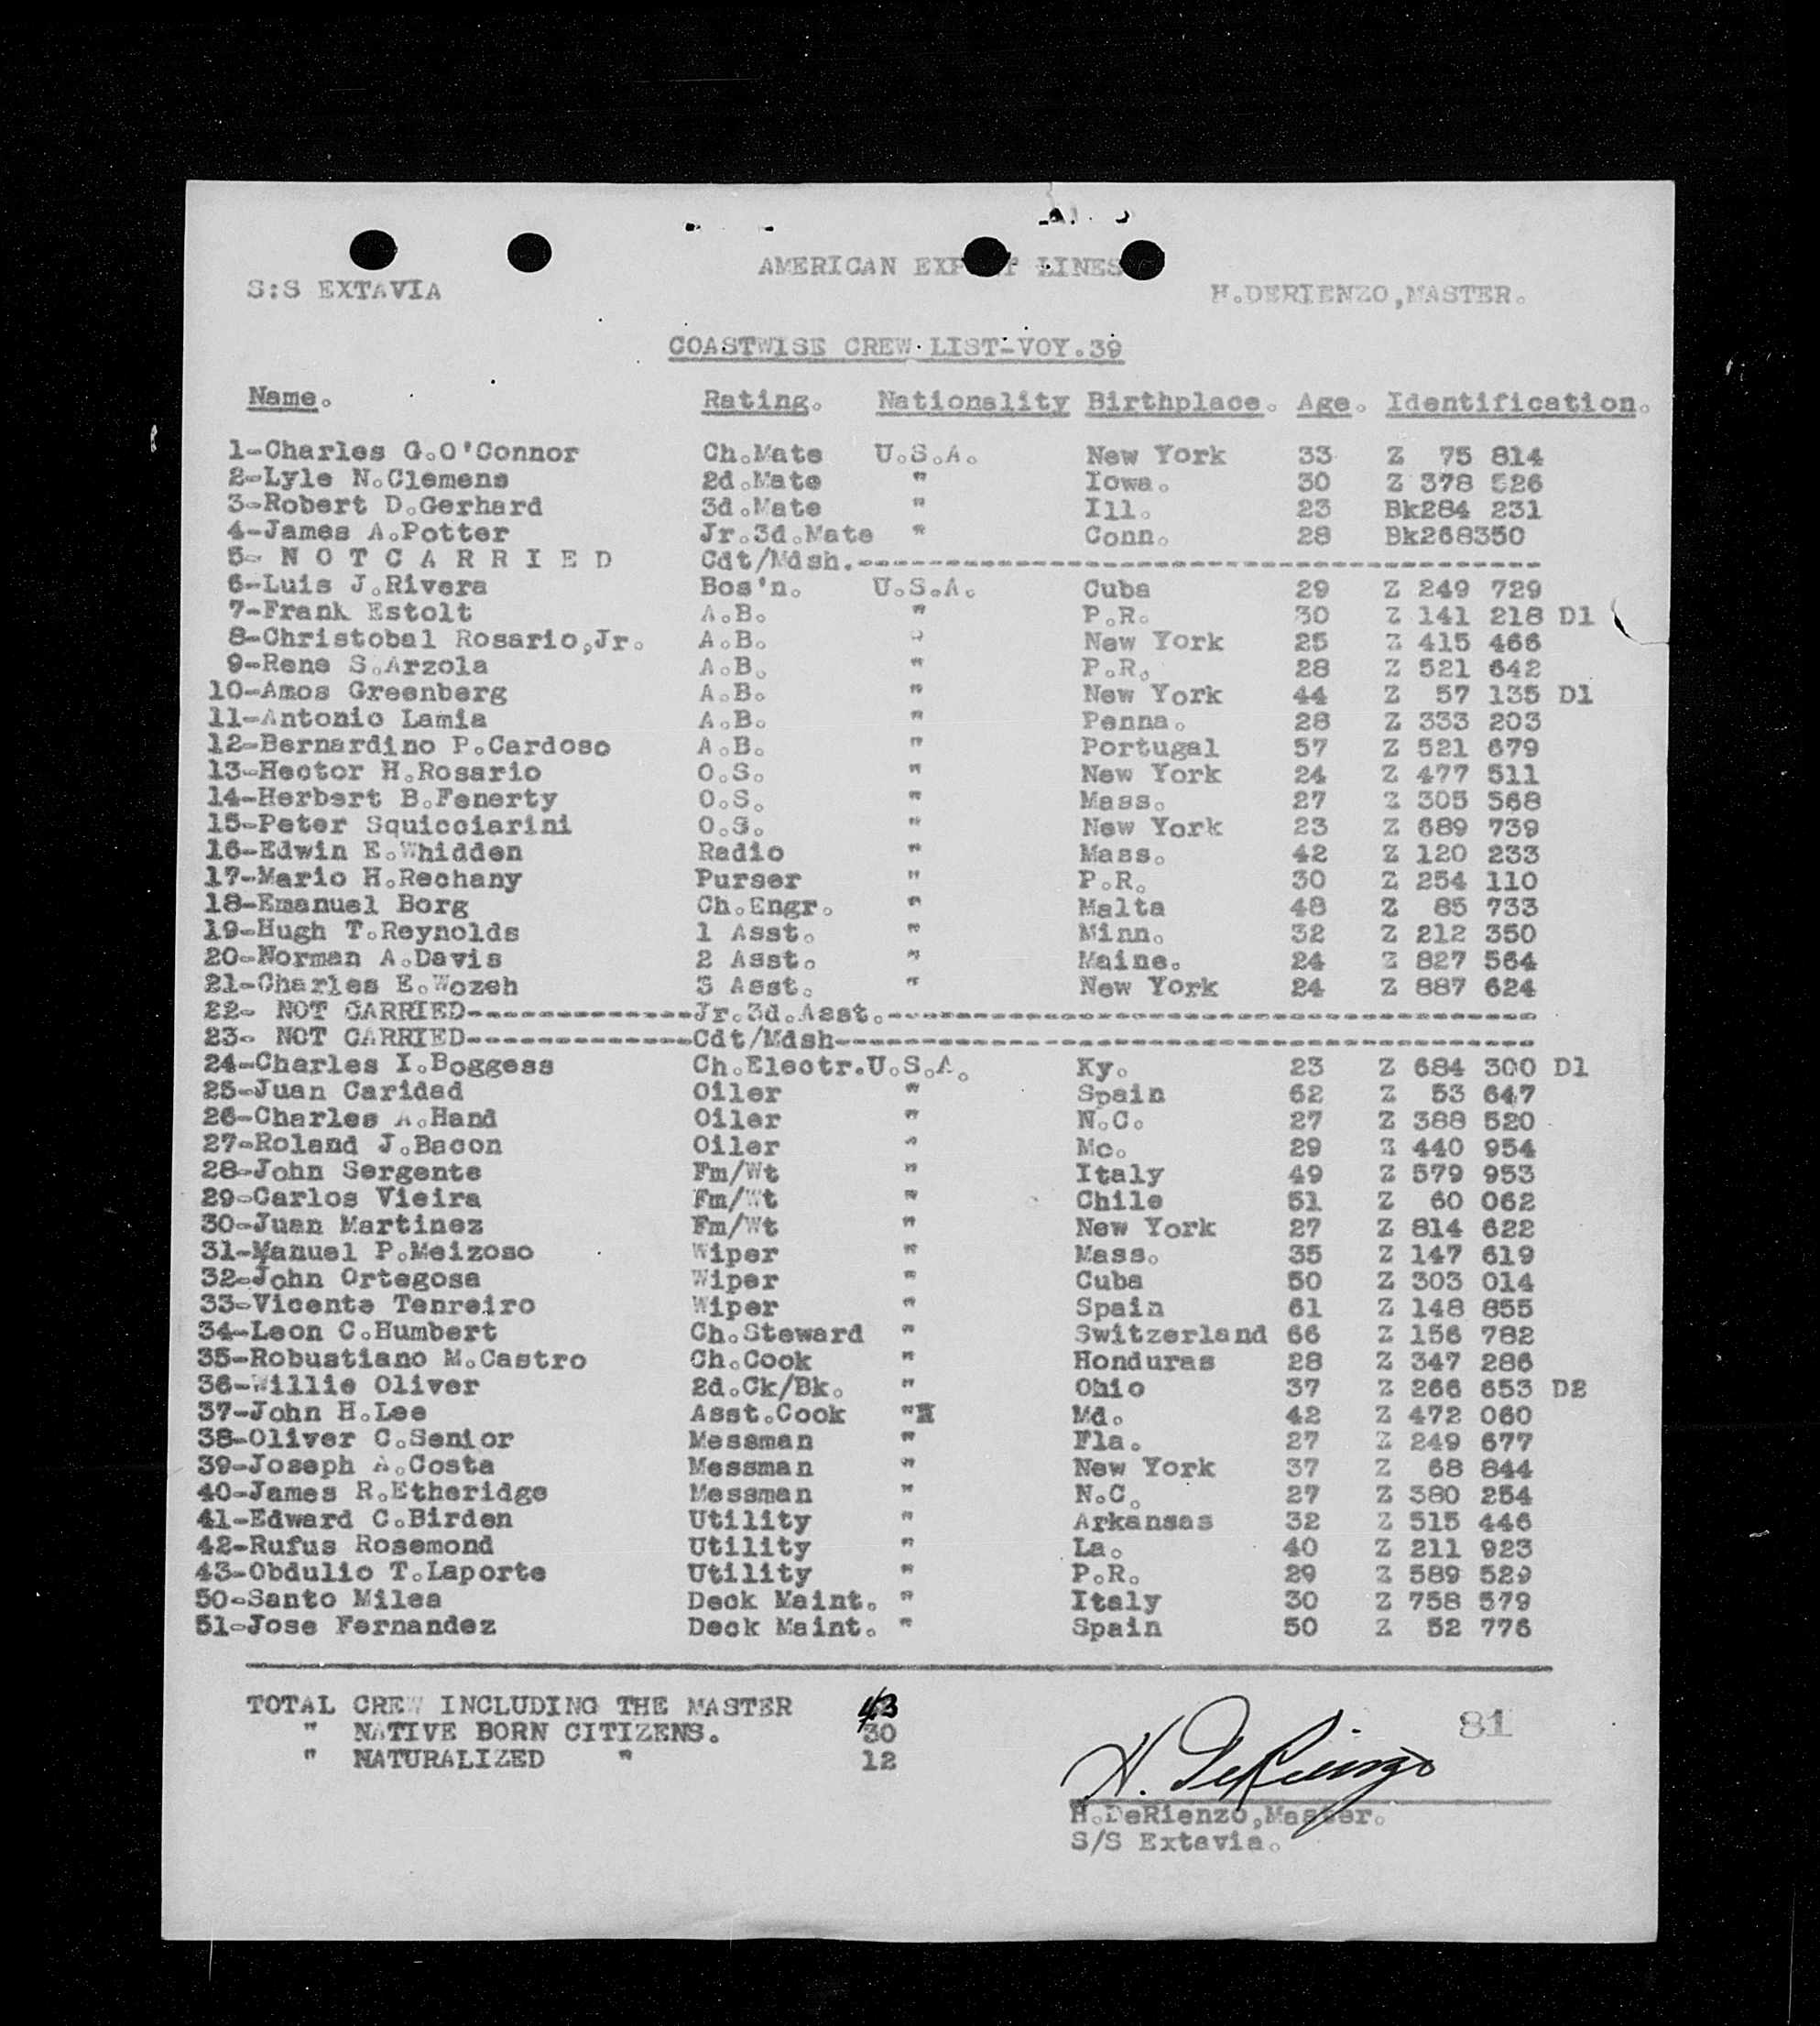 AMERICAN EXPORT LINES
S:S EXTAVIA H.DERIENZO,MASTER.
COASTWISE CREW LIST-VOY.39
Name. Rating. Nationality Birthplace. Age. Identification.
1-Charles G.O'Connor Ch.Mate U.S.A. New York 33 Z 75 814
2-Lyle N.Clemens 2d.Mate " Iowa. 30 Z 378 526
3-Robert D.Gerhard 3d.Mate " Ill. 23 Bk284 231
4-James A.Potter Jr.3d.Mate " Conn. 28 Bk268350
5- N O T C A R R I E D Cdt/Mdsh.----------------------------------------
6-Luis J.Rivera Bos'n. U.S.A. Cuba 29 Z 249 729
7-Frank Estolt A.B. " P.R. 30 Z 141 218 D1
8-Christobal Rosario,Jr. A.B. " New York 25 Z 415 466
9-Rene S.Arzola A.B. " P.R. 28 Z 521 642
10-Amos Greenberg A.B. " New York 44 Z 57 135 D1
11-Antonio Lamia A.B. " Penna. 28 Z 333 203
12-Bernardino P.Cardoso A.B. " Portugal 57 Z 521 679
13-Hector H.Rosario O.S. " New York 24 Z 477 511
14-Herbert B.Fenerty O.S. " Mass. 27 Z 305 568
15-Peter Squicciarini O.S. " New York 23 Z 689 739
16-Edwin E.Whidden Radio " Mass. 42 Z 120 233
17-Mario H.Rechany Purser " P.R. 30 Z 254 110
18-Emanuel Borg Ch.Engr. " Malta 48 Z 85 733
19-Hugh T.Reynolds 1 Asst. " Minn. 32 Z 212 350
20-Norman A.Davis 2 Asst. " Maine. 24 Z 827 564
21-Charles E.Wozeh 3 Asst. " New York 24 Z 887 624
22- NOT CARRIED-------------Jr.3d.Asst.--------------------------------------
23- NOT CARRIED-------------Cdt/Mdsh-----------------------------------------
24-Charles I.Boggess Ch.Electr.U.S.A. Ky. 23 Z 684 300 D1
25-Juan Caridad Oiler " Spain 62 Z 53 647
26-Charles A.Hand Oiler " N.C. 27 Z 388 520
27-Roland J.Bacon Oiler " Mo. 29 Z 440 954
28-John Sergente Fm/Wt " Italy 49 Z 579 953
29-Carlos Vieira Fm/Wt " Chile 51 Z 60 062
30-Juan Martinez Fm/Wt " New York 27 Z 814 622
31-Manuel P.Meizoso Wiper " Mass. 35 Z 147 619
32-John Ortegosa Wiper " Cuba 50 Z 303 014
33-Vicente Tenreiro Wiper " Spain 61 Z 148 855
34-Leon C.Humbert Ch.Steward " Switzerland 66 Z 156 782
35-Robustiano M.Castro Ch.Cook " Honduras 28 Z 347 286
36-Willie Oliver 2d.Ck/Bk. " Ohio 37 Z 266 653 D2
37-John H.Lee Asst.Cook " Md. 42 Z 472 060
38-Oliver C.Senior Messman " Fla. 27 Z 249 677
39-Joseph A.Costa Messman " New York 37 Z 68 844
40-James R.Etheridge Messman " N.C. 27 Z 380 254
41-Edward C.Birden Utility " Arkansas 32 Z 515 446
42-Rufus Rosemond Utility " La. 40 Z 211 923
43-Obdulio T.Laporte Utility " P.R. 29 Z 589 529
50-Santo Milea Deck Maint. " Italy 30 Z 758 579
51-Jose Fernandez Deck Maint. " Spain 50 Z 52 776
TOTAL CREW INCLUDING THE MASTER 43
" NATIVE BORN CITIZENS. 30
" NATURALIZED " 12
81
H. DeRienzo
H.DeRienzo,Master.
S/S Extavia.